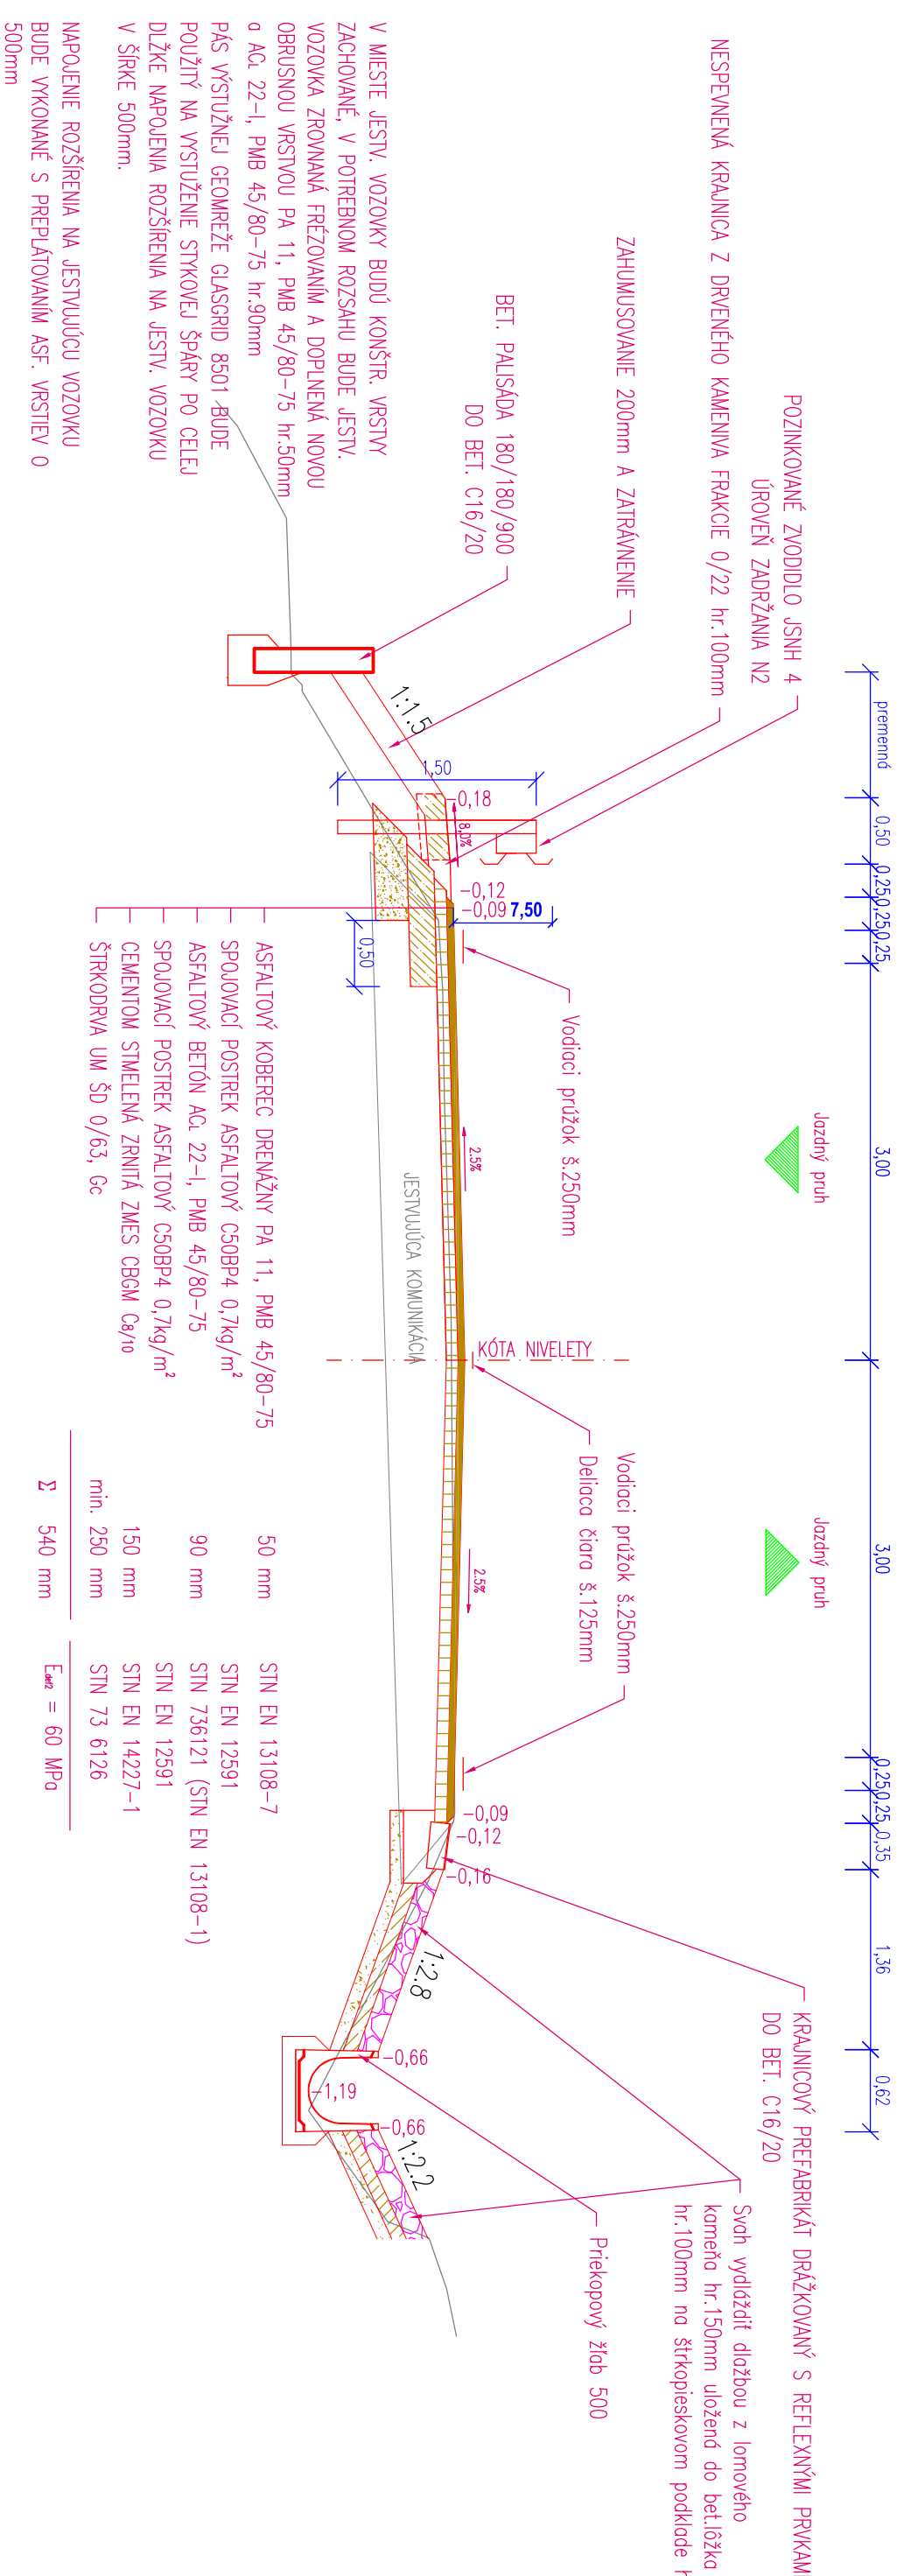 premenná
0,50
0,25
0,25
0,25
3,00
3,00
0,25
0,25
0,35
1,36
0,62
Jazdný pruh
Jazdný pruh
POZINKOVANÉ ZVODIDLO JSNH 4
ÚROVEŇ ZADRŽANIA N2
NESPEVNENÁ KRAJNICA Z DRVENÉHO KAMENIVA FRAKCIE 0/22 hr.100mm
ZAHUMUSOVANIE 200mm A ZATRÁVNENIE
BET. PALISÁDA 180/180/900
DO BET. C16/20
KRAJNICOVÝ PREFABRIKÁT DRÁŽKOVANÝ S REFLEXNÝMI PRVKAM
DO BET. C16/20
Svah vydláždiť dlažbou z lomového
kameňa hr.150mm uložená do bet.lôžka
hr.100mm na štrkopieskovom podklade h
Priekopový žľab 500
Vodiaci prúžok š.250mm
Vodiaci prúžok š.250mm
Deliaca čiara š.125mm
KÓTA NIVELETY
1:1.5
1,50
-0,18
8,0%
-0,12
-0,09
7,50
0,50
2.5%
2.5%
-0,09
-0,12
-0,16
1:2.8
-0,66
-1,19
-0,66
1:2.2
JESTVUJÚCA KOMUNIKÁCIA
V MIESTE JESTV. VOZOVKY BUDÚ KONŠTR. VRSTVY
ZACHOVANÉ, V POTREBNOM ROZSAHU BUDE JESTV.
VOZOVKA ZROVNANÁ FRÉZOVANÍM A DOPLNENÁ NOVOU
OBRUSNOU VRSTVOU PA 11, PMB 45/80-75 hr.50mm
a ACL 22-I, PMB 45/80-75 hr.90mm
PÁS VÝSTUŽNEJ GEOMREŽE GLASGRID 8501 BUDE
POUŽITÝ NA VYSTUŽENIE STYKOVEJ ŠPÁRY PO CELEJ
DLŽKE NAPOJENIA ROZŠÍRENIA NA JESTV. VOZOVKU
V ŠÍRKE 500mm.
NAPOJENIE ROZŠÍRENIA NA JESTVUJÚCU VOZOVKU
BUDE VYKONANÉ S PREPLÁTOVANÍM ASF. VRSTIEV O
500mm
ASFALTOVÝ KOBEREC DRENÁŽNY PA 11, PMB 45/80-75 50 mm STN EN 13108-7
SPOJOVACÍ POSTREK ASFALTOVÝ C50BP4 0,7kg/m² STN EN 12591
ASFALTOVÝ BETÓN ACL 22-I, PMB 45/80-75 90 mm STN 736121 (STN EN 13108-1)
SPOJOVACÍ POSTREK ASFALTOVÝ C50BP4 0,7kg/m² STN EN 12591
CEMENTOM STMELENÁ ZRNITÁ ZMES CBGM C8/10 150 mm STN EN 14227-1
ŠTRKODRVA UM ŠD 0/63, Gc min. 250 mm STN 73 6126
Σ 540 mm Edef2 = 60 MPa